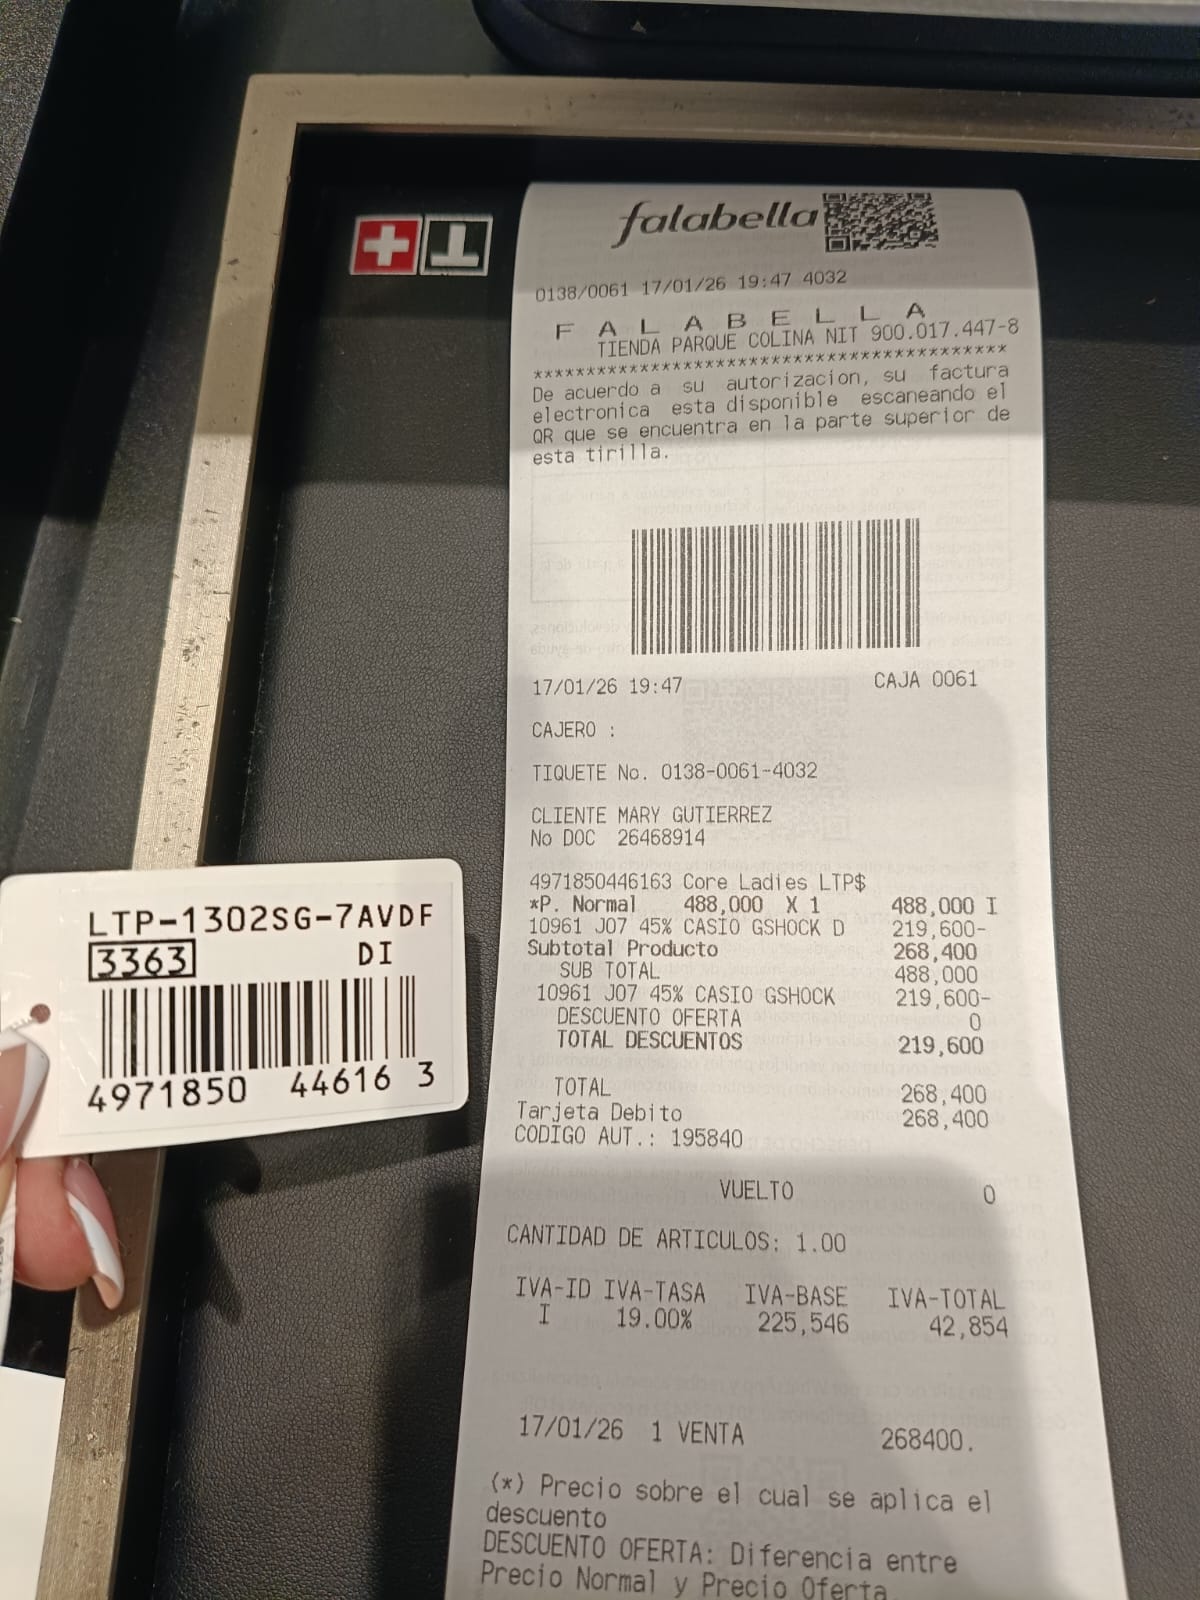 falabella
0138/0061 17/01/26 19:47 4032
F A L A B E L L A
TIENDA PARQUE COLINA NIT 900.017.447-8
******************************************
De acuerdo a su autorizacion, su factura
electronica esta disponible escaneando el
QR que se encuentra en la parte superior de
esta tirilla.
17/01/26 19:47 CAJA 0061
CAJERO :
TIQUETE No. 0138-0061-4032
CLIENTE MARY GUTIERREZ
No DOC 26468914
4971850446163 Core Ladies LTP$
*P. Normal 488,000 X 1 488,000 I
10961 J07 45% CASIO GSHOCK D 219,600-
Subtotal Producto 268,400
SUB TOTAL 488,000
10961 J07 45% CASIO GSHOCK 219,600-
DESCUENTO OFERTA 0
TOTAL DESCUENTOS 219,600
TOTAL 268,400
Tarjeta Debito 268,400
CODIGO AUT.: 195840
VUELTO 0
CANTIDAD DE ARTICULOS: 1.00
IVA-ID IVA-TASA IVA-BASE IVA-TOTAL
I 19.00% 225,546 42,854
17/01/26 1 VENTA 268400.
(*) Precio sobre el cual se aplica el
descuento
DESCUENTO OFERTA: Diferencia entre
Precio Normal y Precio Oferta
LTP-1302SG-7AVDF
3363 DI
4971850 44616 3